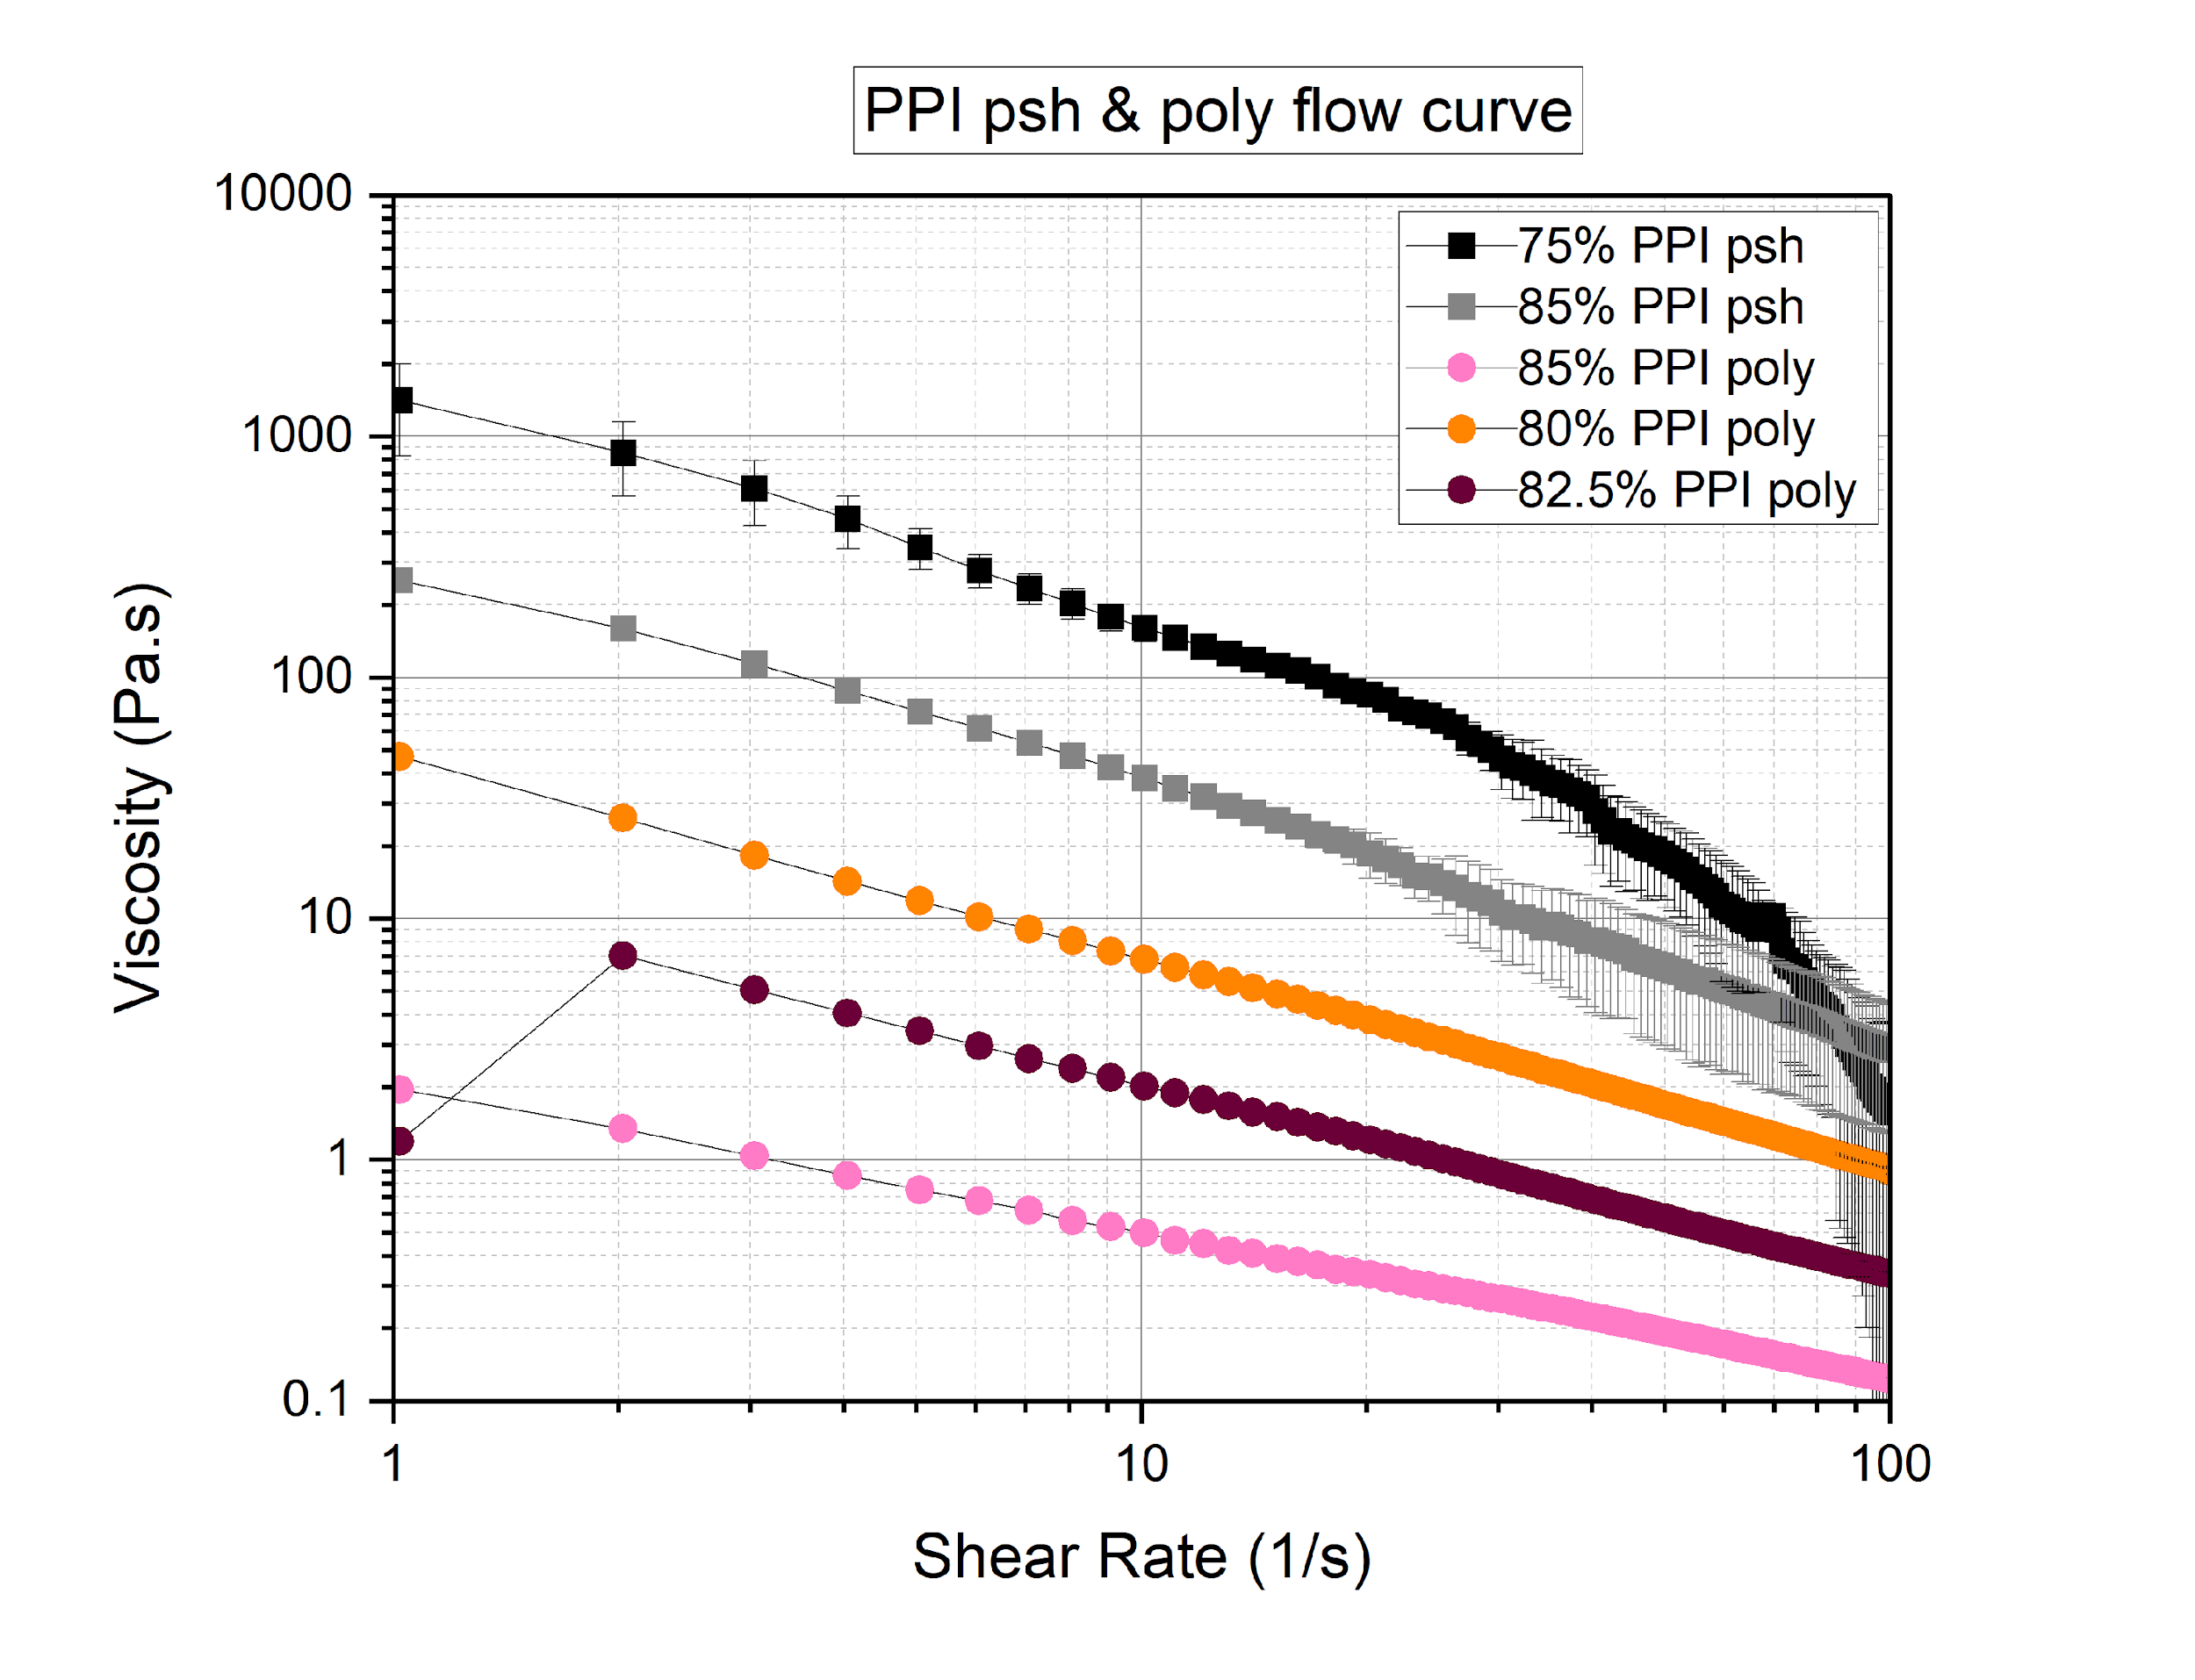 PPI psh & poly flow curve
10000
1000
100
10
1
0.1
Viscosity (Pa.s)
75% PPI psh
85% PPI psh
85% PPI poly
80% PPI poly
82.5% PPI poly
1
10
100
Shear Rate (1/s)